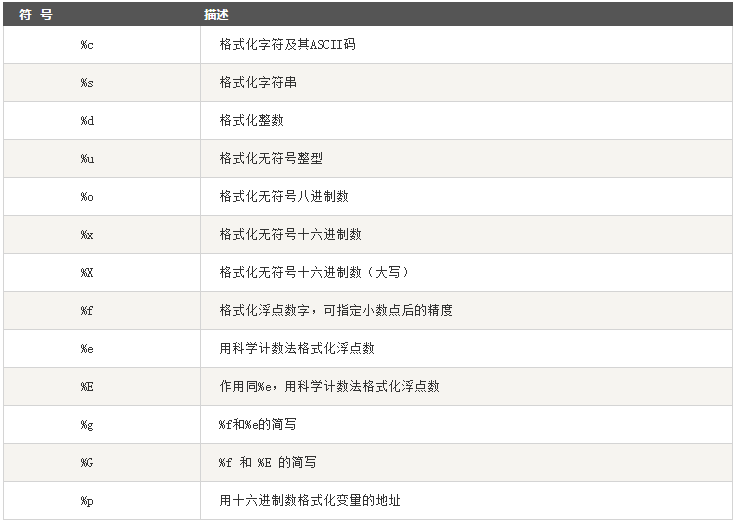 符 号 描述
%c 格式化字符及其ASCII码
%s 格式化字符串
%d 格式化整数
%u 格式化无符号整型
%o 格式化无符号八进制数
%x 格式化无符号十六进制数
%X 格式化无符号十六进制数（大写）
%f 格式化浮点数字，可指定小数点后的精度
%e 用科学计数法格式化浮点数
%E 作用同%e，用科学计数法格式化浮点数
%g %f和%e的简写
%G %f 和 %E 的简写
%p 用十六进制数格式化变量的地址